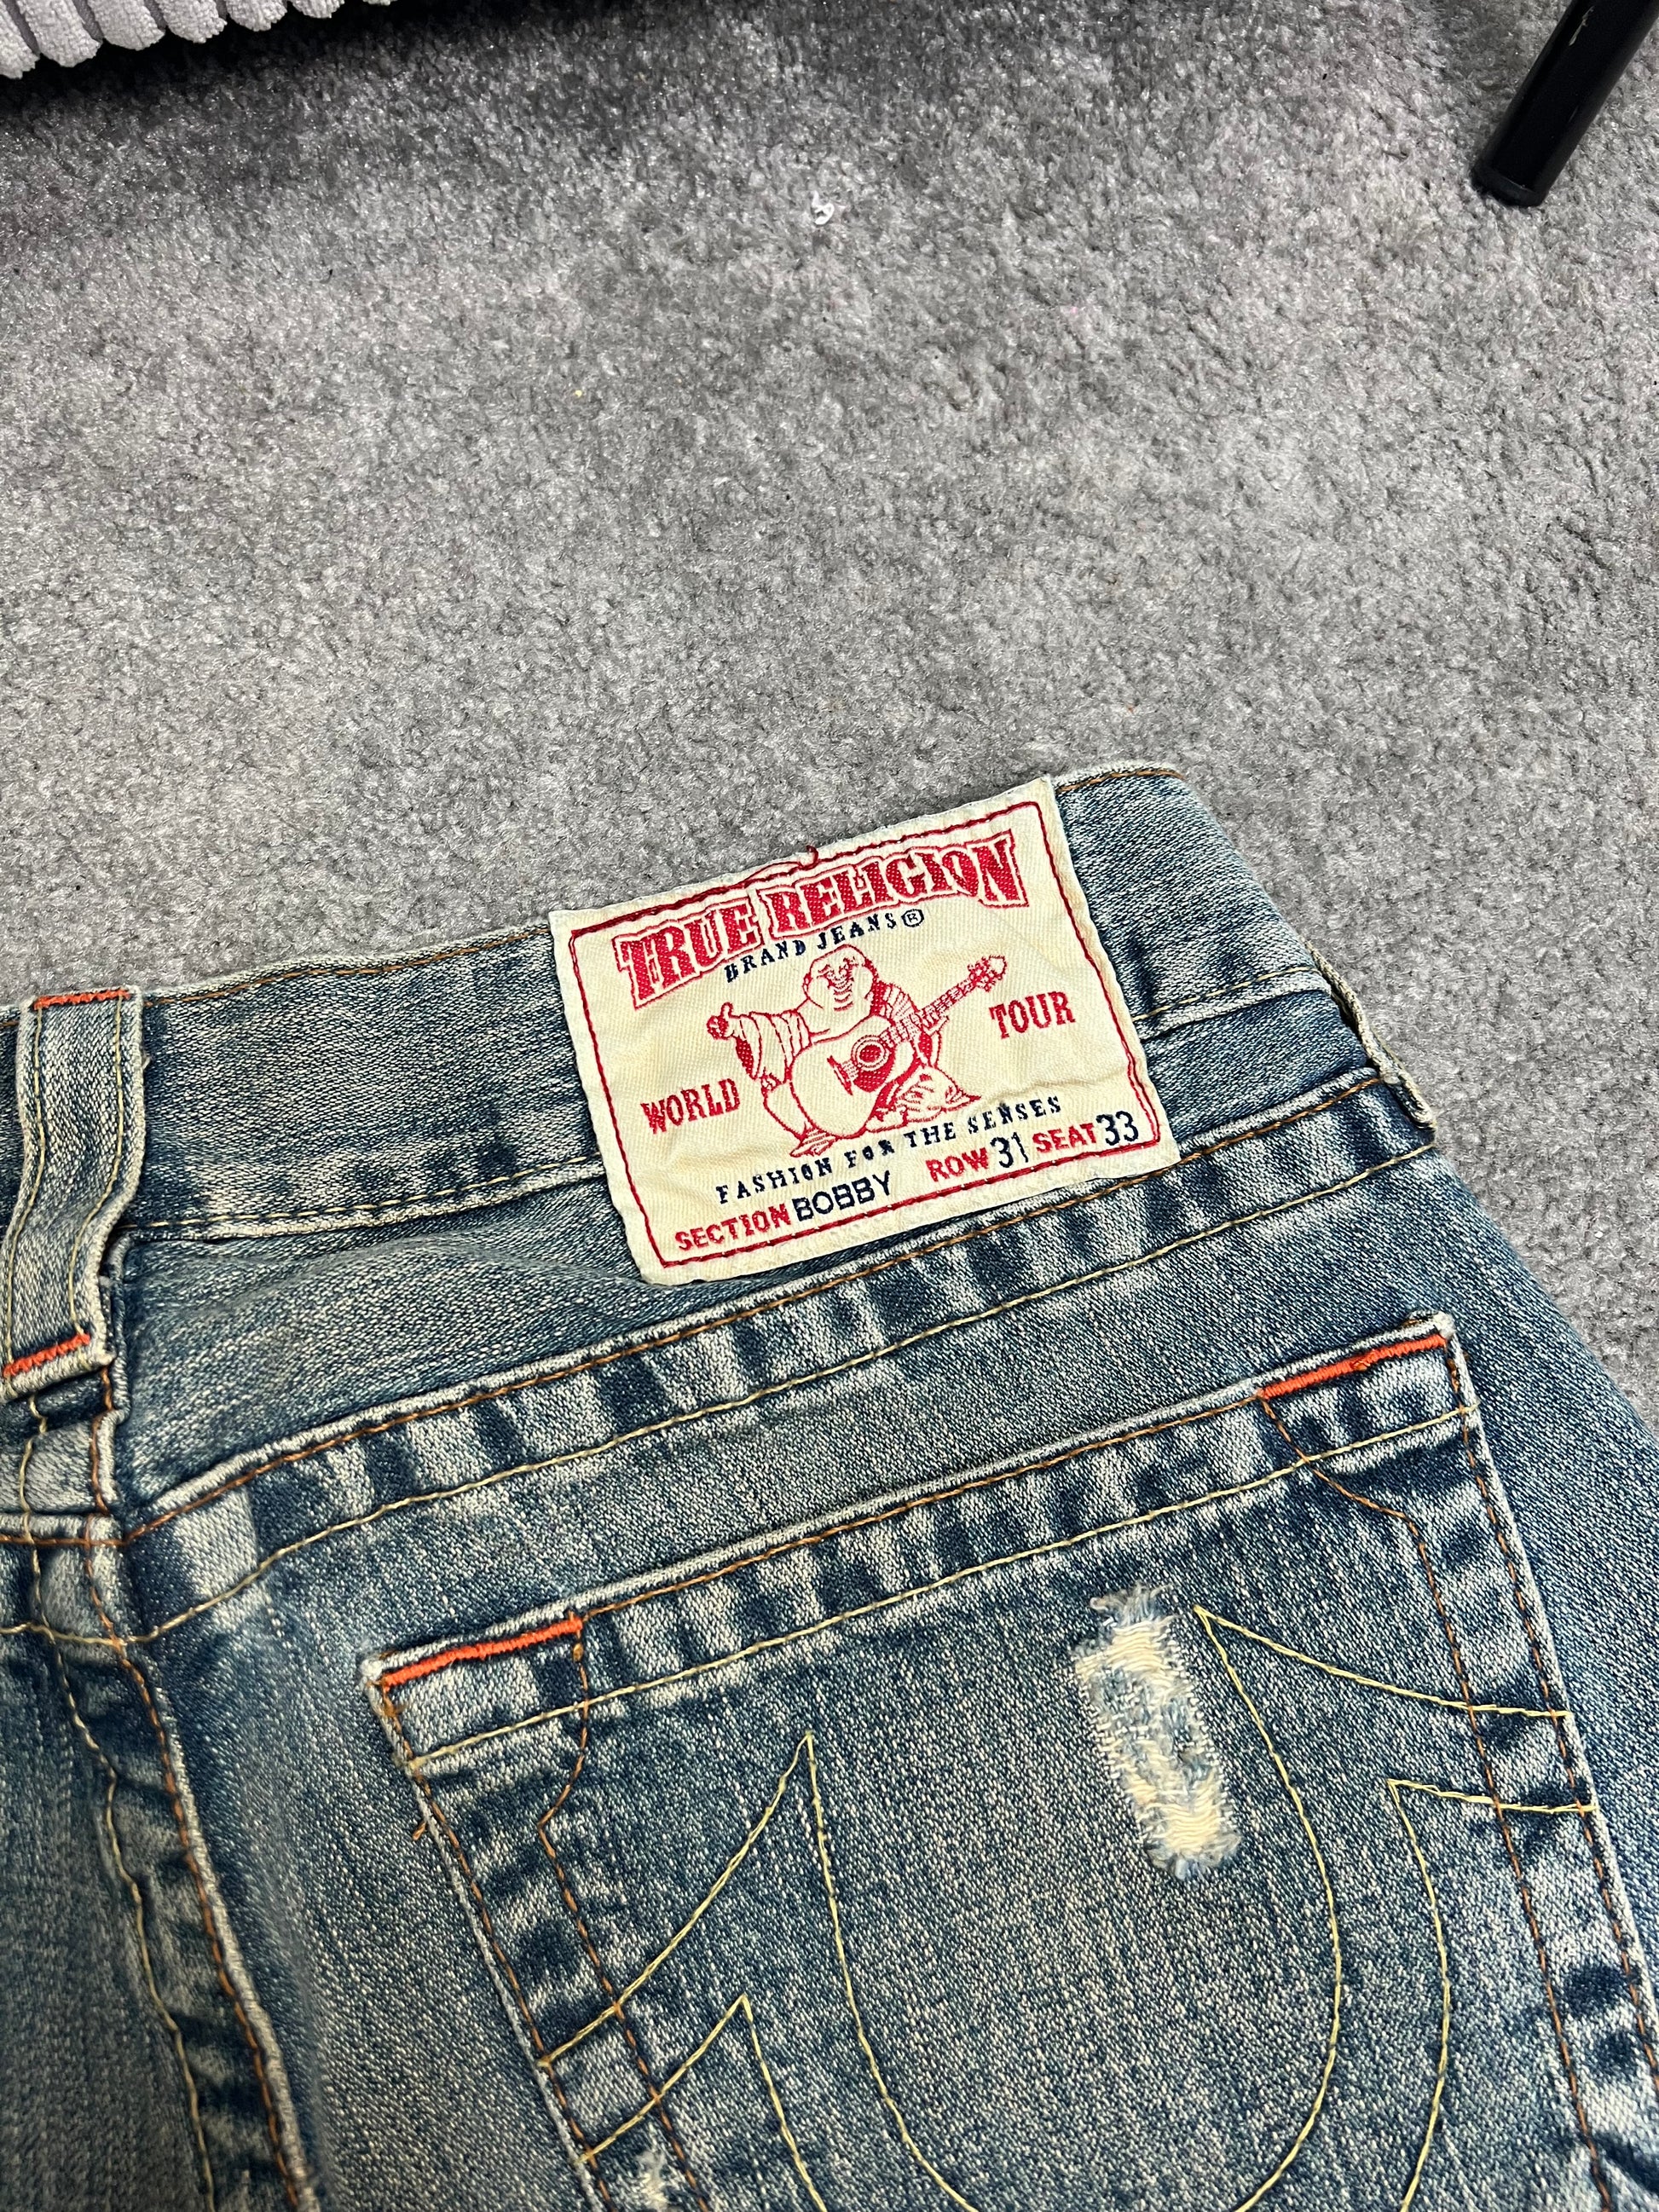 TRUE RELIGION
BRAND JEANS®
WORLD TOUR
FASHION FOR THE SENSES
SECTION BOBBY ROW 31 SEAT 33